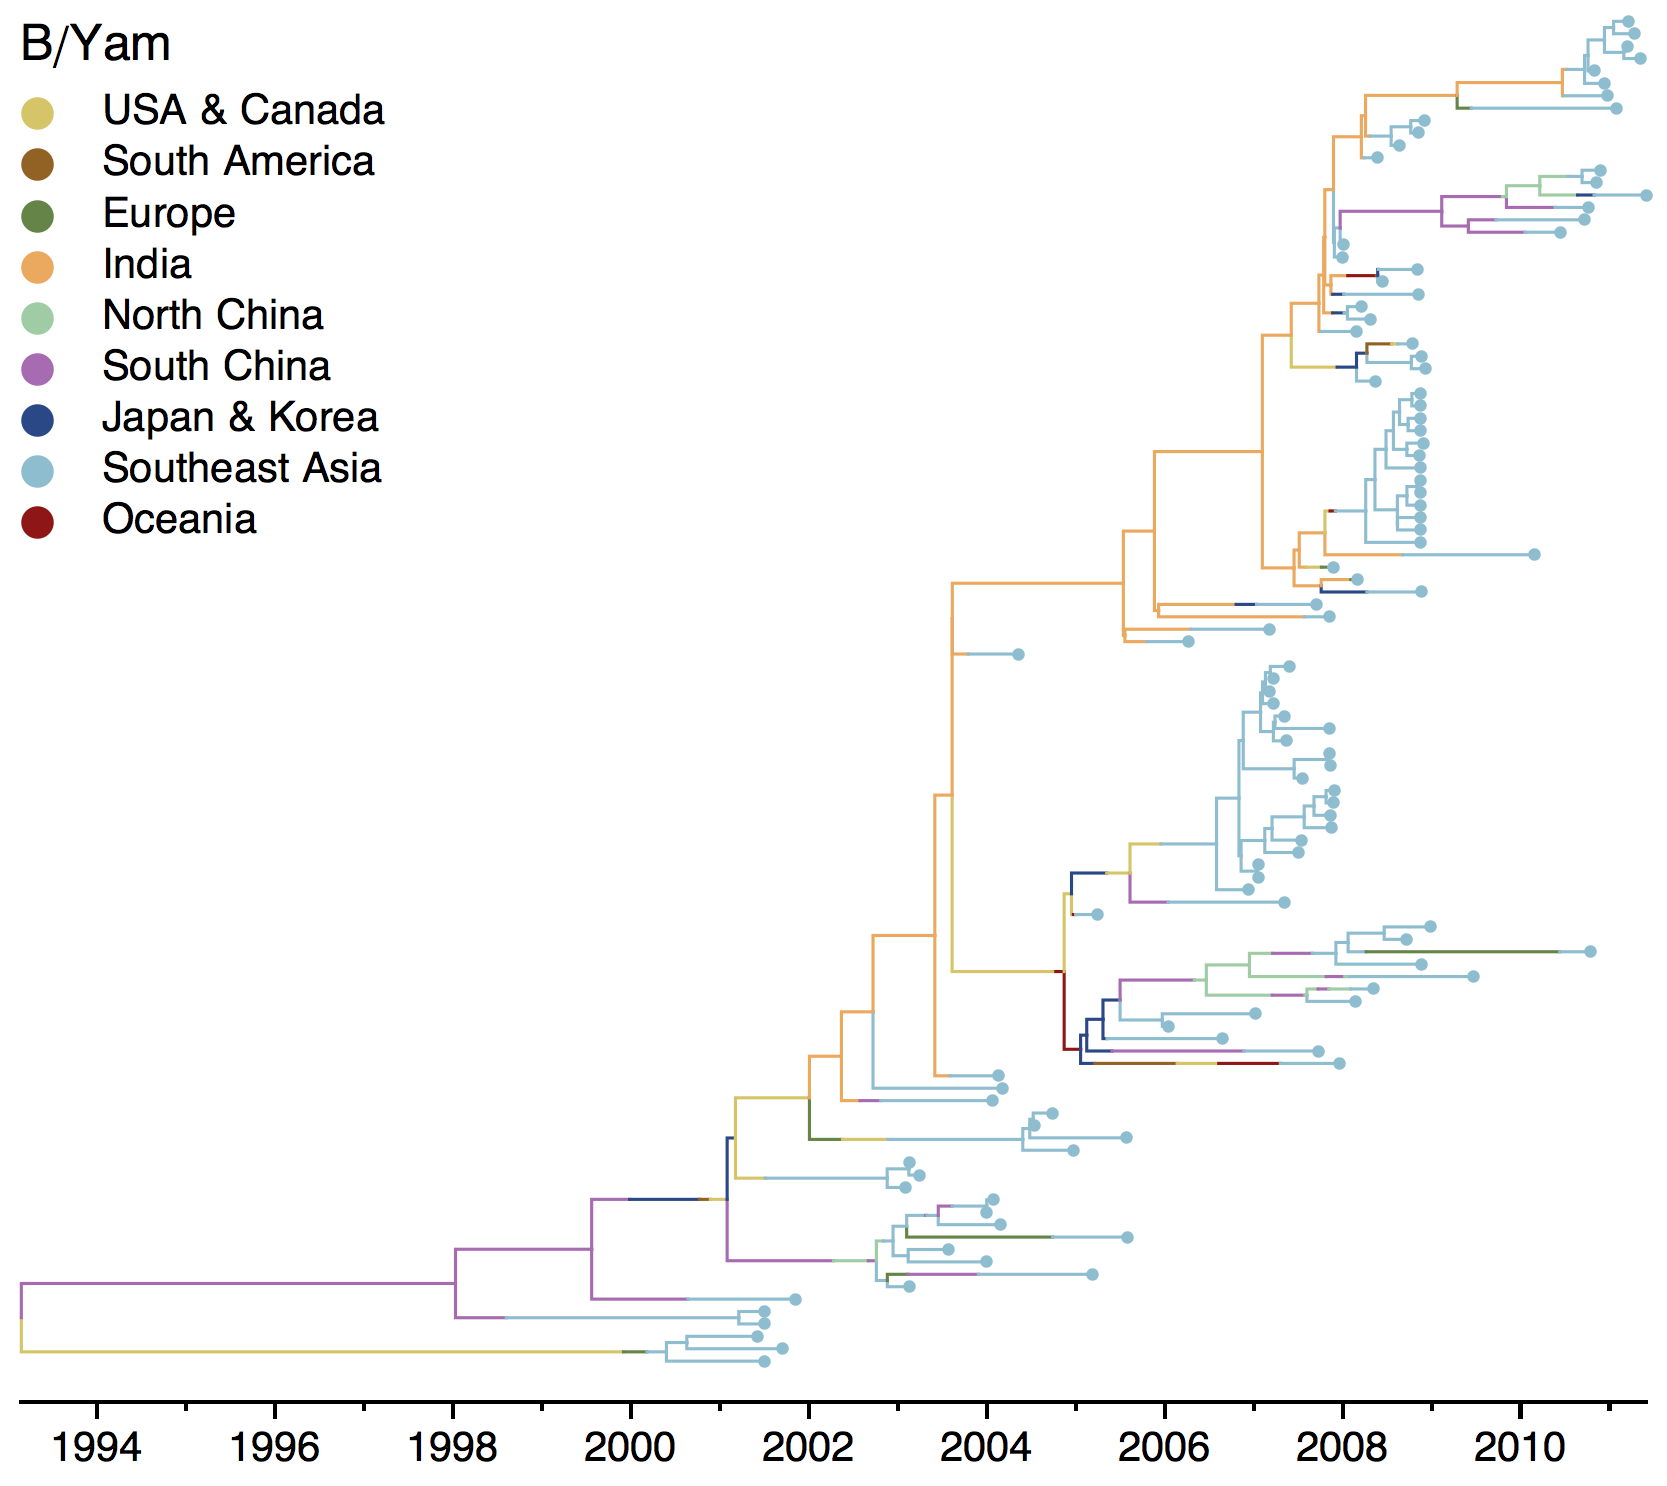 B/Yam
USA & Canada
South America
Europe
India
North China
South China
Japan & Korea
Southeast Asia
Oceania
1994 1996 1998 2000 2002 2004 2006 2008 2010